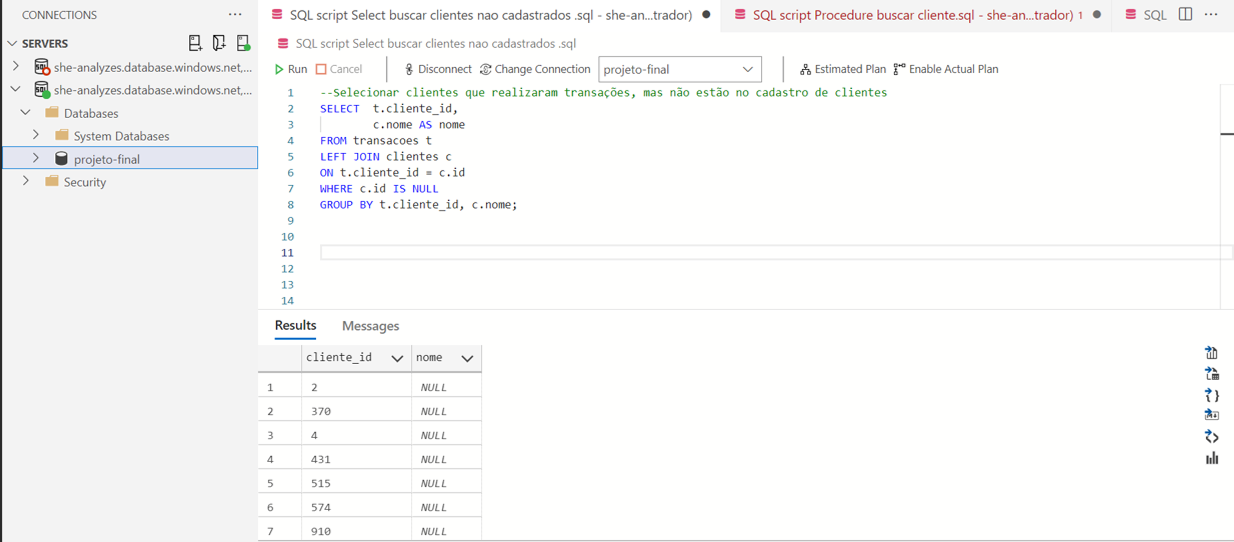 CONNECTIONS
SQL script Select buscar clientes nao cadastrados .sql - she-an...trador)
SQL script Procedure buscar cliente.sql - she-an...trador) 1
SQL
SERVERS
SQL script Select buscar clientes nao cadastrados .sql
she-analyzes.database.windows.net,...
Run
Cancel
Disconnect
Change Connection
projeto-final
Estimated Plan
Enable Actual Plan
she-analyzes.database.windows.net,...
Databases
System Databases
projeto-final
Security
1 --Selecionar clientes que realizaram transações, mas não estão no cadastro de clientes
2 SELECT t.cliente_id,
3 c.nome AS nome
4 FROM transacoes t
5 LEFT JOIN clientes c
6 ON t.cliente_id = c.id
7 WHERE c.id IS NULL
8 GROUP BY t.cliente_id, c.nome;
9
10
11
12
13
14
Results Messages
cliente_id nome
1 2 NULL
2 370 NULL
3 4 NULL
4 431 NULL
5 515 NULL
6 574 NULL
7 910 NULL